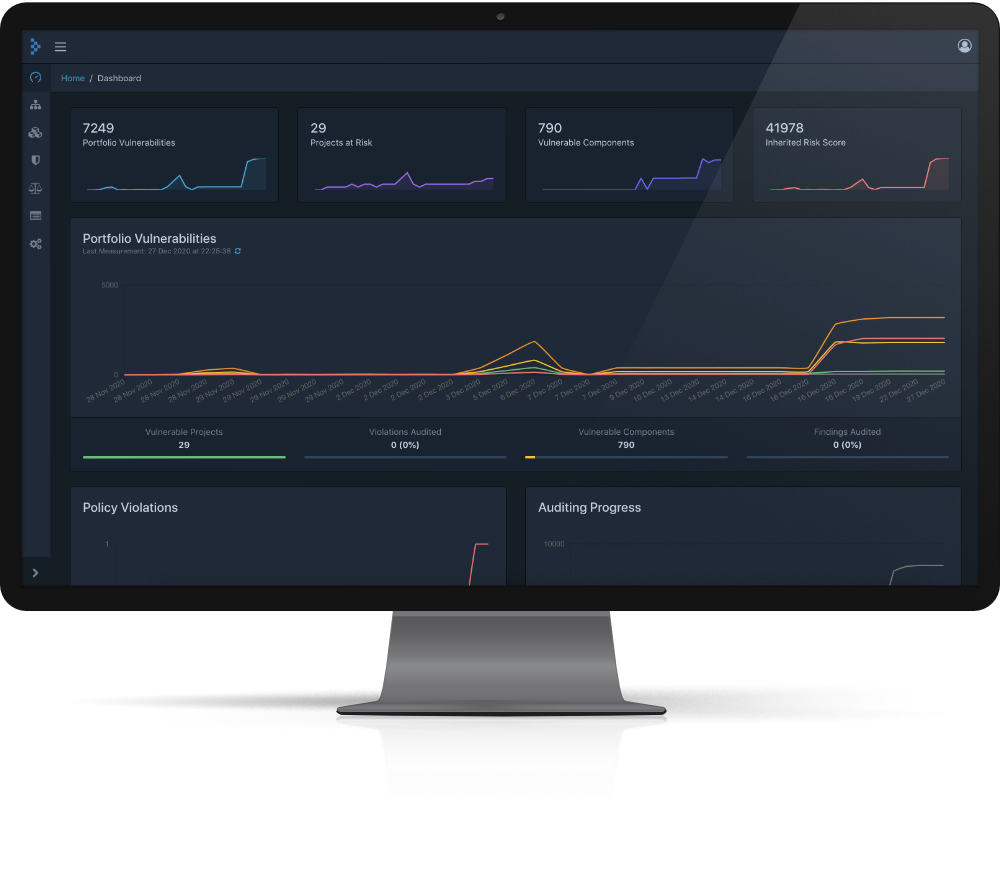 Home / Dashboard
7249
Portfolio Vulnerabilities
29
Projects at Risk
790
Vulnerable Components
41978
Inherited Risk Score
Portfolio Vulnerabilities
Last Measurement: 27 Dec 2020 at 22:25:38
5000
0
28 Nov 2020 28 Nov 2020 28 Nov 2020 28 Nov 2020 29 Nov 2020 29 Nov 2020 29 Nov 2020 29 Nov 2020 2 Dec 2020 2 Dec 2020 2 Dec 2020 2 Dec 2020 3 Dec 2020 5 Dec 2020 6 Dec 2020 7 Dec 2020 7 Dec 2020 7 Dec 2020 9 Dec 2020 10 Dec 2020 13 Dec 2020 14 Dec 2020 14 Dec 2020 14 Dec 2020 16 Dec 2020 16 Dec 2020 16 Dec 2020 16 Dec 2020 19 Dec 2020 22 Dec 2020 27 Dec 2020
Vulnerable Projects
29
Violations Audited
0 (0%)
Vulnerable Components
790
Findings Audited
0 (0%)
Policy Violations
1
Auditing Progress
10000